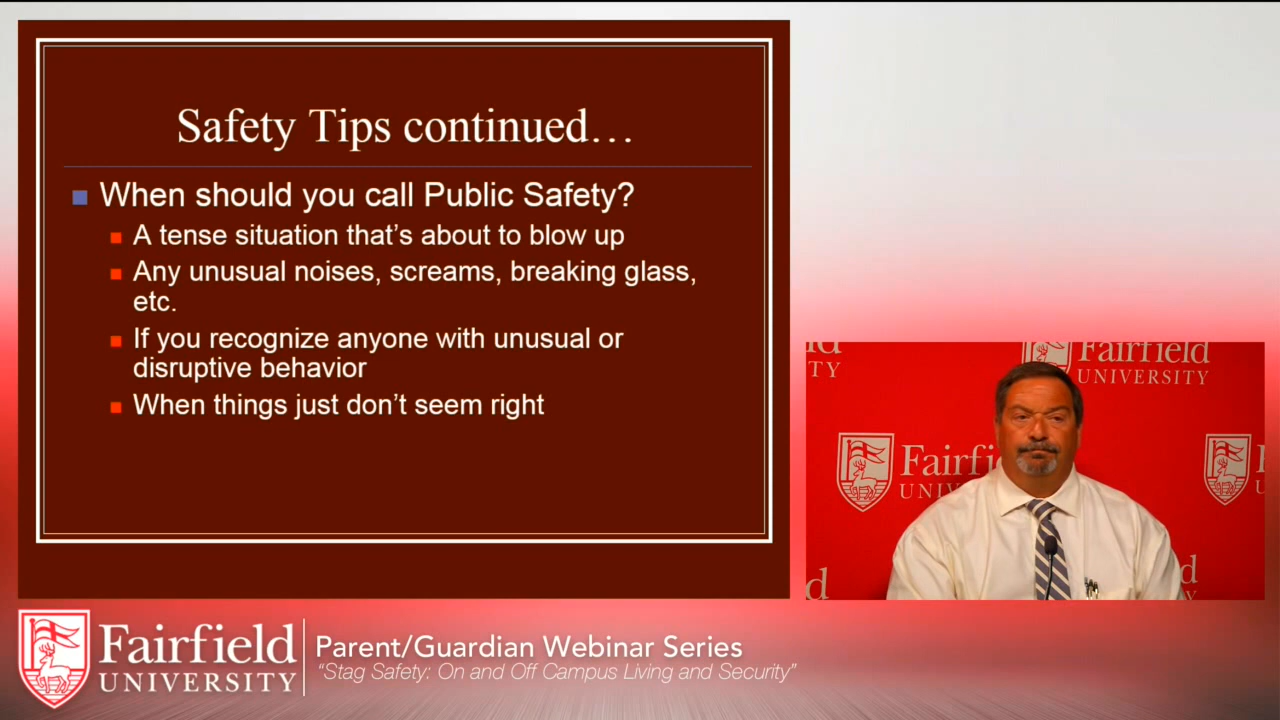 Safety Tips continued…
When should you call Public Safety?
A tense situation that's about to blow up
Any unusual noises, screams, breaking glass,
etc.
If you recognize anyone with unusual or
disruptive behavior
When things just don't seem right
Fairfield
UNIVERSITY
Fairfi
UNIV
Fairfield
UNIVERSITY
Parent/Guardian Webinar Series
"Stag Safety: On and Off Campus Living and Security"